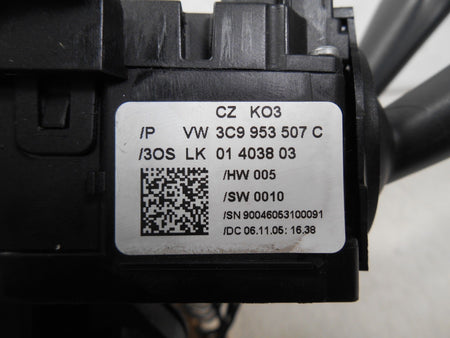 CZ KO3
/P VW 3C9 953 507 C
/3OS LK 01 4038 03
/HW 005
/SW 0010
/SN 90046053100091
/DC 06.11.05; 16.38